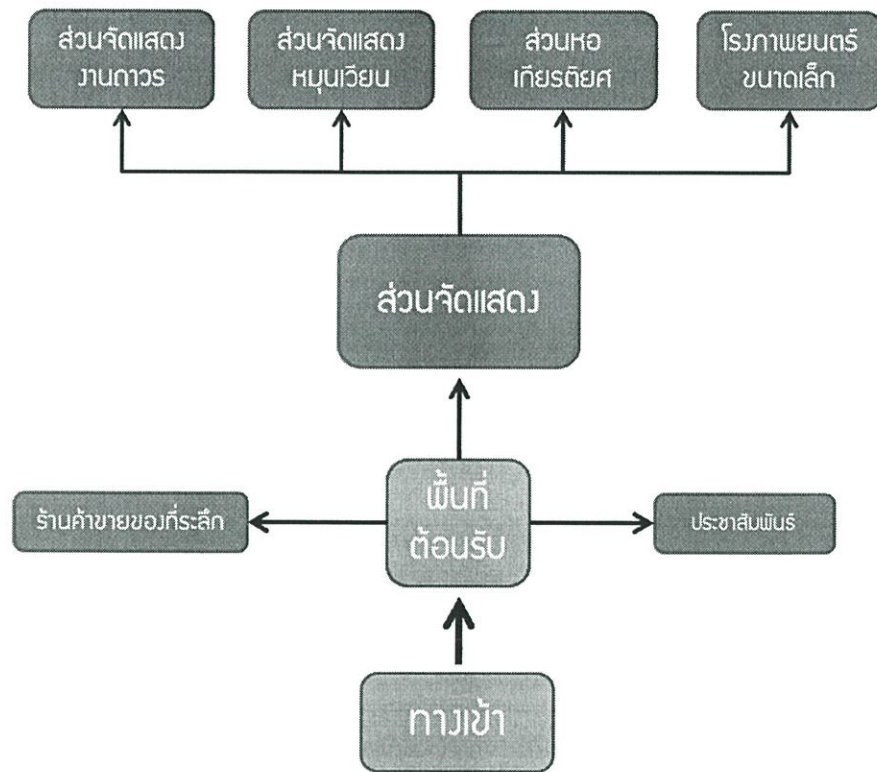 ส่วนจัดแสดง
งานถาวร
ส่วนจัดแสดง
หมุนเวียน
ส่วนหอ
เกียรติยศ
โรงภาพยนตร์
ขนาดเล็ก
ส่วนจัดแสดง
พื้นที่
ต้อนรับ
ร้านค้าขายของที่ระลึก
ประชาสัมพันธ์
ทางเข้า